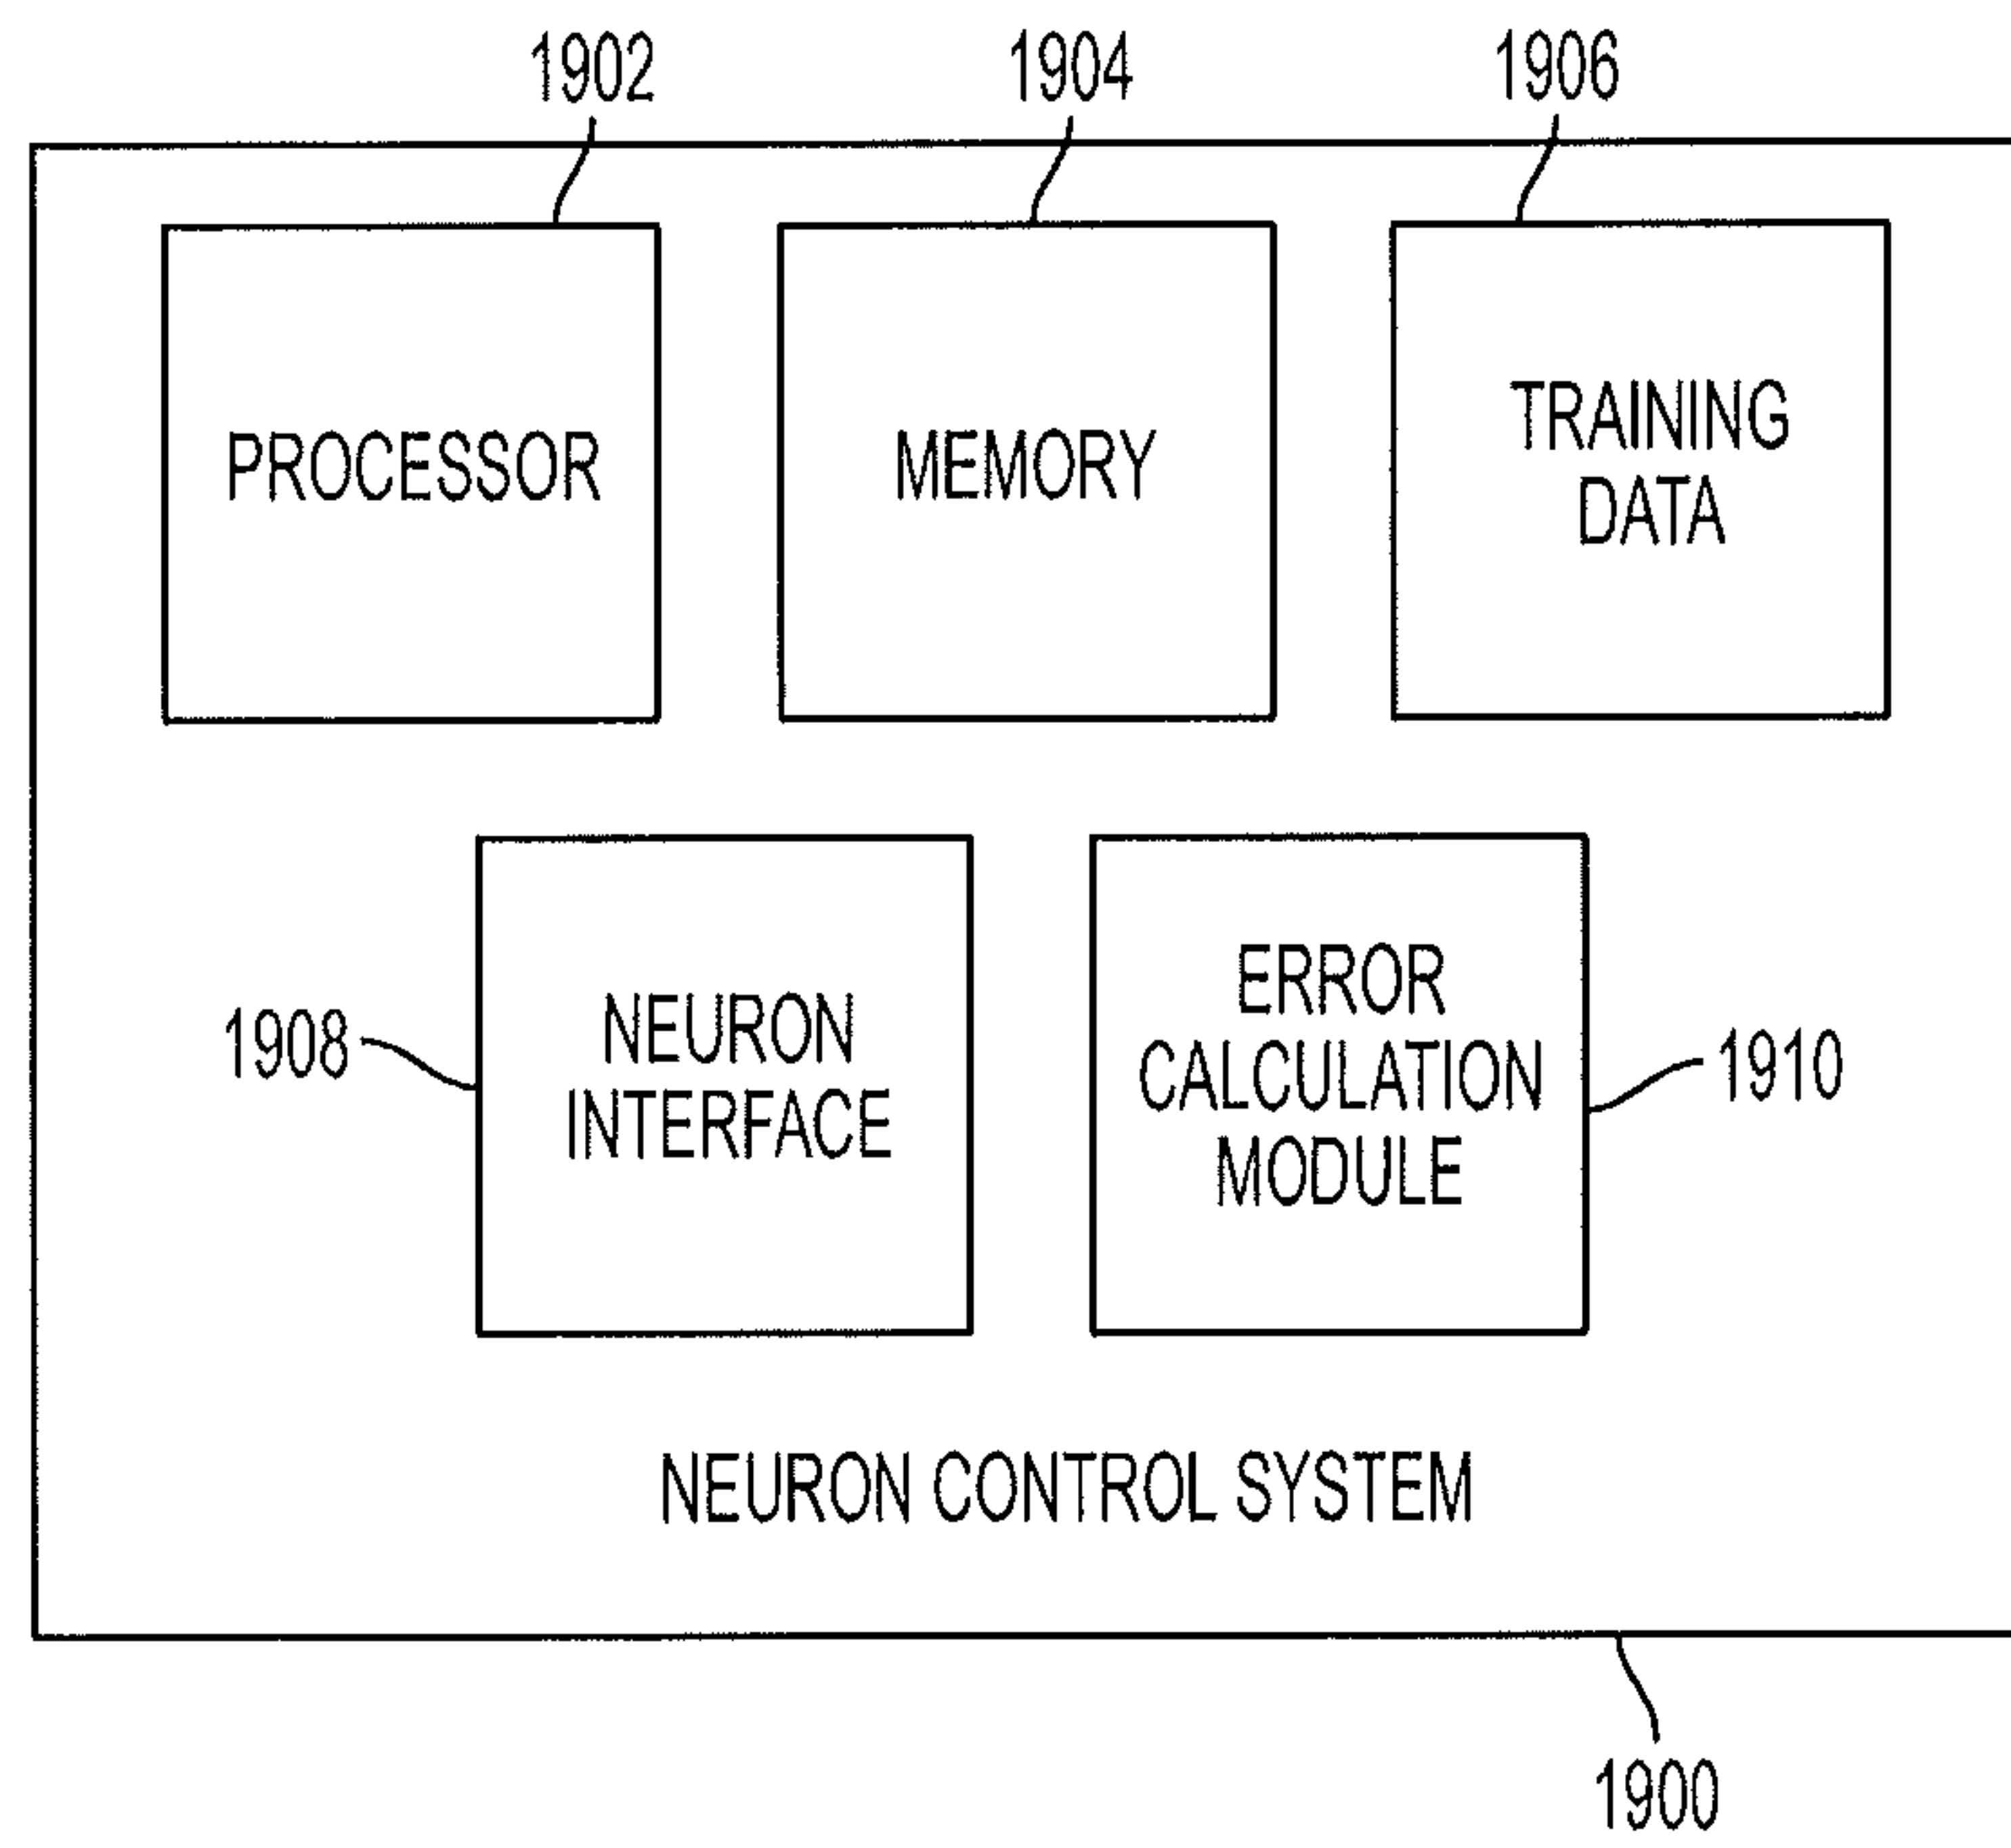 1902
1904
1906
PROCESSOR
MEMORY
TRAINING
DATA
1908
NEURON
INTERFACE
ERROR
CALCULATION
MODULE
1910
NEURON CONTROL SYSTEM
1900